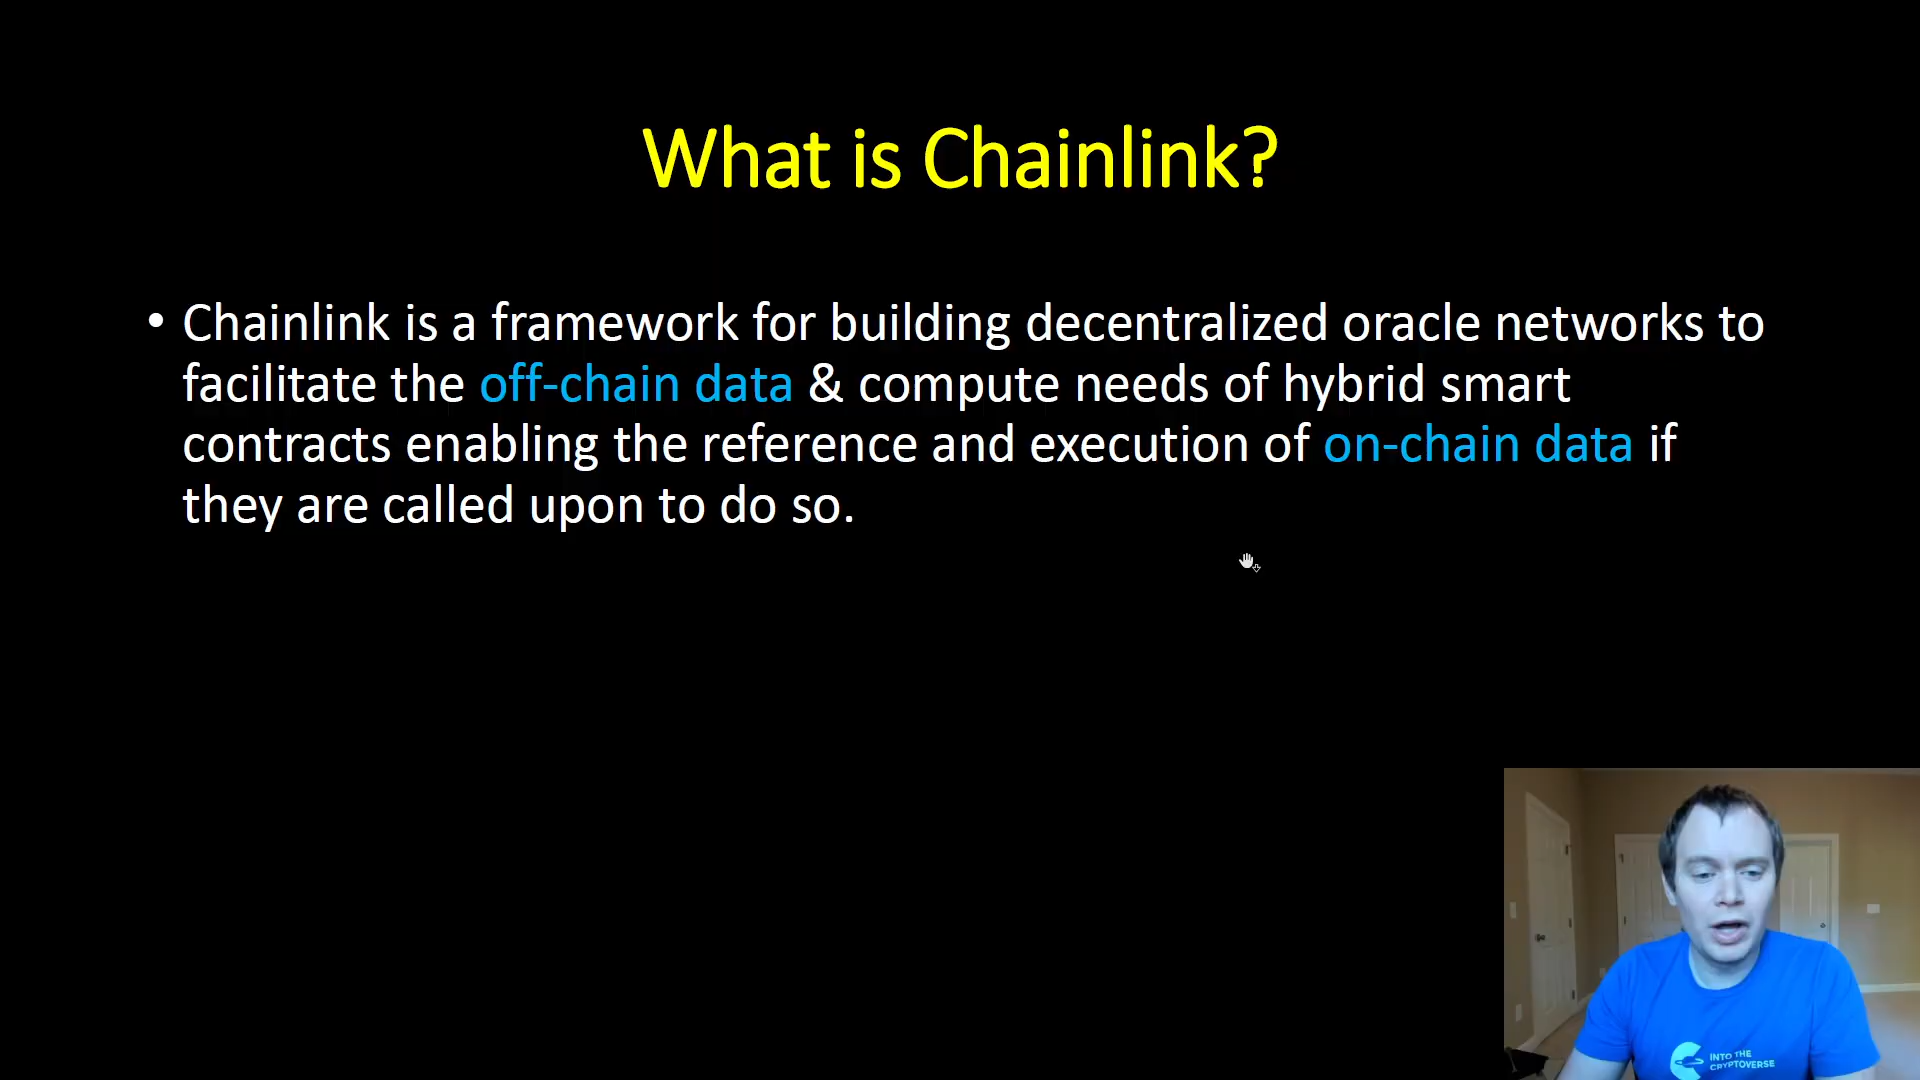 What is Chainlink?
• Chainlink is a framework for building decentralized oracle networks to
facilitate the off-chain data & compute needs of hybrid smart
contracts enabling the reference and execution of on-chain data if
they are called upon to do so.
INTO THE
CRYPTOVERSE